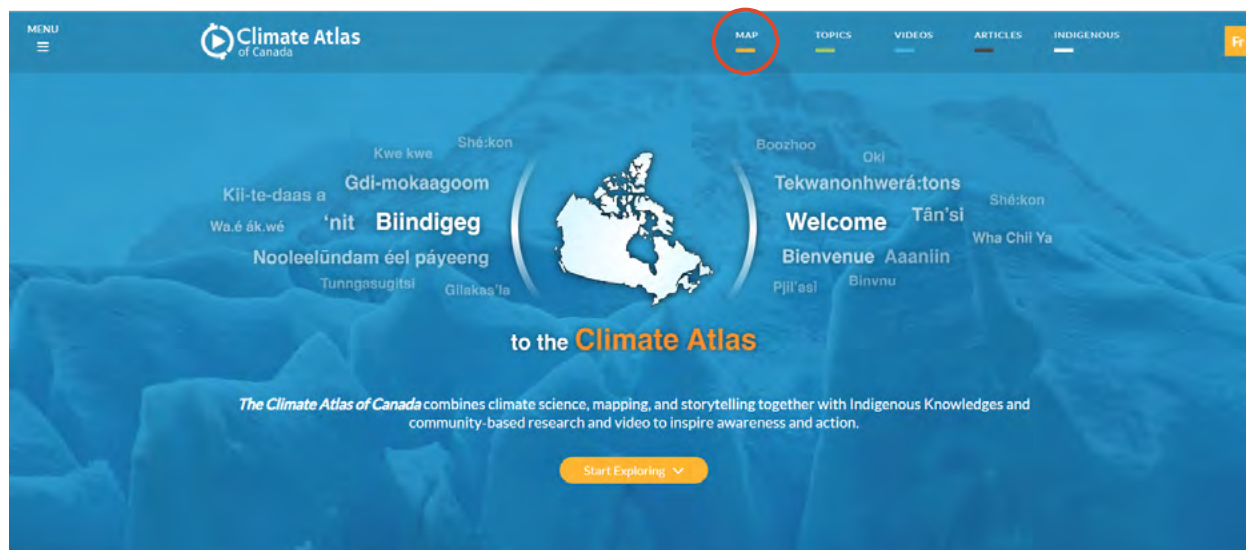 MENU
Climate Atlas
of Canada
MAP
TOPICS
VIDEOS
ARTICLES
INDIGENOUS
Fr
Kwe kwe
Shé:kon
Boozhoo
Oki
Kii-te-daas a
Gdi-mokaagoom
Tekwanonhwerá:tons
Shé:kon
Wa.é ák.wé
‘nit
Biindigeg
Welcome
Tân'si
Wha Chii Ya
Nooleelūndam éel páyeeng
Bienvenue
Aaaniin
Tunngasugitsi
Gilakas'la
Pjii'asi
Binvnu
to the Climate Atlas
The Climate Atlas of Canada combines climate science, mapping, and storytelling together with Indigenous Knowledges and
community-based research and video to inspire awareness and action.
Start Exploring